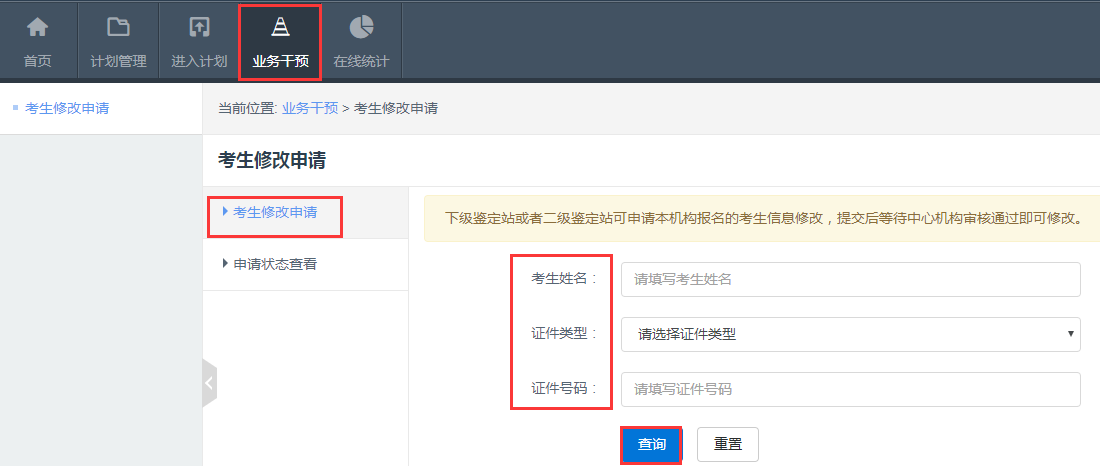 首页 计划管理 进入计划 业务干预 在线统计
考生修改申请
当前位置: 业务干预 > 考生修改申请
考生修改申请
考生修改申请
申请状态查看
下级鉴定站或者二级鉴定站可申请本机构报名的考生信息修改，提交后等待中心机构审核通过即可修改。
考生姓名： 请填写考生姓名
证件类型： 请选择证件类型
证件号码： 请填写证件号码
查询 重置